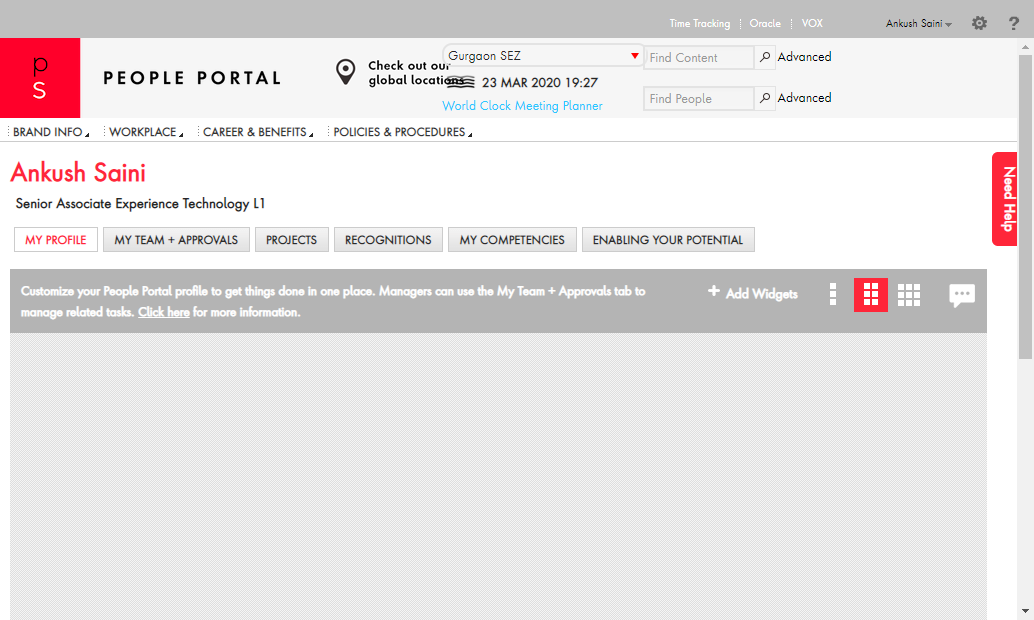 Time Tracking Oracle VOX Ankush Saini ?
p
s
PEOPLE PORTAL
Check out our
global locations
Gurgaon SEZ
23 MAR 2020 19:27
World Clock Meeting Planner
Find Content Advanced
Find People Advanced
BRAND INFO WORKPLACE CAREER & BENEFITS POLICIES & PROCEDURES
Need Help
Ankush Saini
Senior Associate Experience Technology L1
MY PROFILE MY TEAM + APPROVALS PROJECTS RECOGNITIONS MY COMPETENCIES ENABLING YOUR POTENTIAL
Customize your People Portal profile to get things done in one place. Managers can use the My Team + Approvals tab to
manage related tasks. Click here for more information.
+ Add Widgets